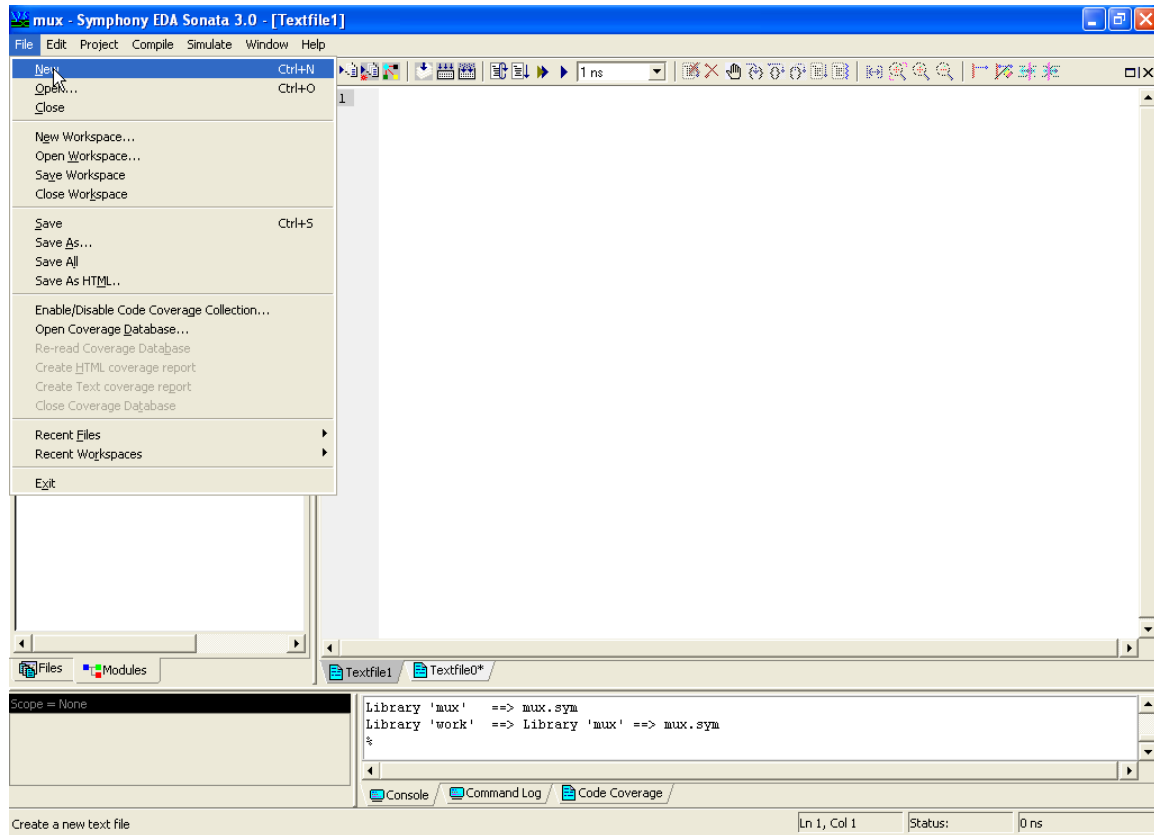 mux - Symphony EDA Sonata 3.0 - [Textfile1]
File Edit Project Compile Simulate Window Help
New Ctrl+N
Open... Ctrl+O
Close
New Workspace...
Open Workspace...
Save Workspace
Close Workspace
Save Ctrl+S
Save As...
Save All
Save As HTML..
Enable/Disable Code Coverage Collection...
Open Coverage Database...
Re-read Coverage Database
Create HTML coverage report
Create Text coverage report
Close Coverage Database
Recent Files
Recent Workspaces
Exit
1 ns
1
Files Modules
Textfile1 Textfile0*
Scope = None
Library 'mux' ==> mux.sym
Library 'work' ==> Library 'mux' ==> mux.sym
%
Console Command Log Code Coverage
Create a new text file Ln 1, Col 1 Status: 0 ns